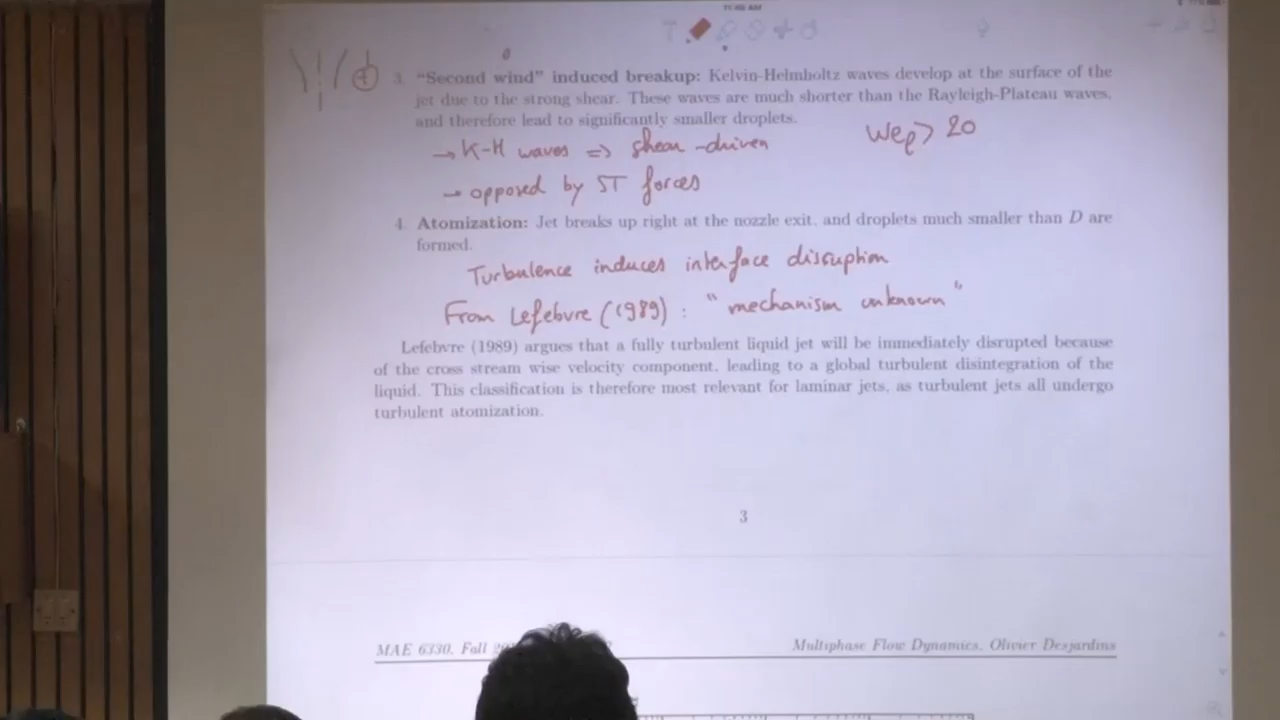 11:02 AM
3. "Second wind" induced breakup: Kelvin-Helmholtz waves develop at the surface of the
jet due to the strong shear. These waves are much shorter than the Rayleigh-Plateau waves,
and therefore lead to significantly smaller droplets.
We_l > 20
→ K-H waves => shear-driven
→ opposed by ST forces
4. Atomization: Jet breaks up right at the nozzle exit, and droplets much smaller than D are
formed.
Turbulence induces interface disruption
From Lefebvre (1989) : "mechanism unknown"
Lefebvre (1989) argues that a fully turbulent liquid jet will be immediately disrupted because
of the cross stream wise velocity component, leading to a global turbulent disintegration of the
liquid. This classification is therefore most relevant for laminar jets, as turbulent jets all undergo
turbulent atomization.
3
MAE 6330, Fall
Multiphase Flow Dynamics, Olivier Desjardins